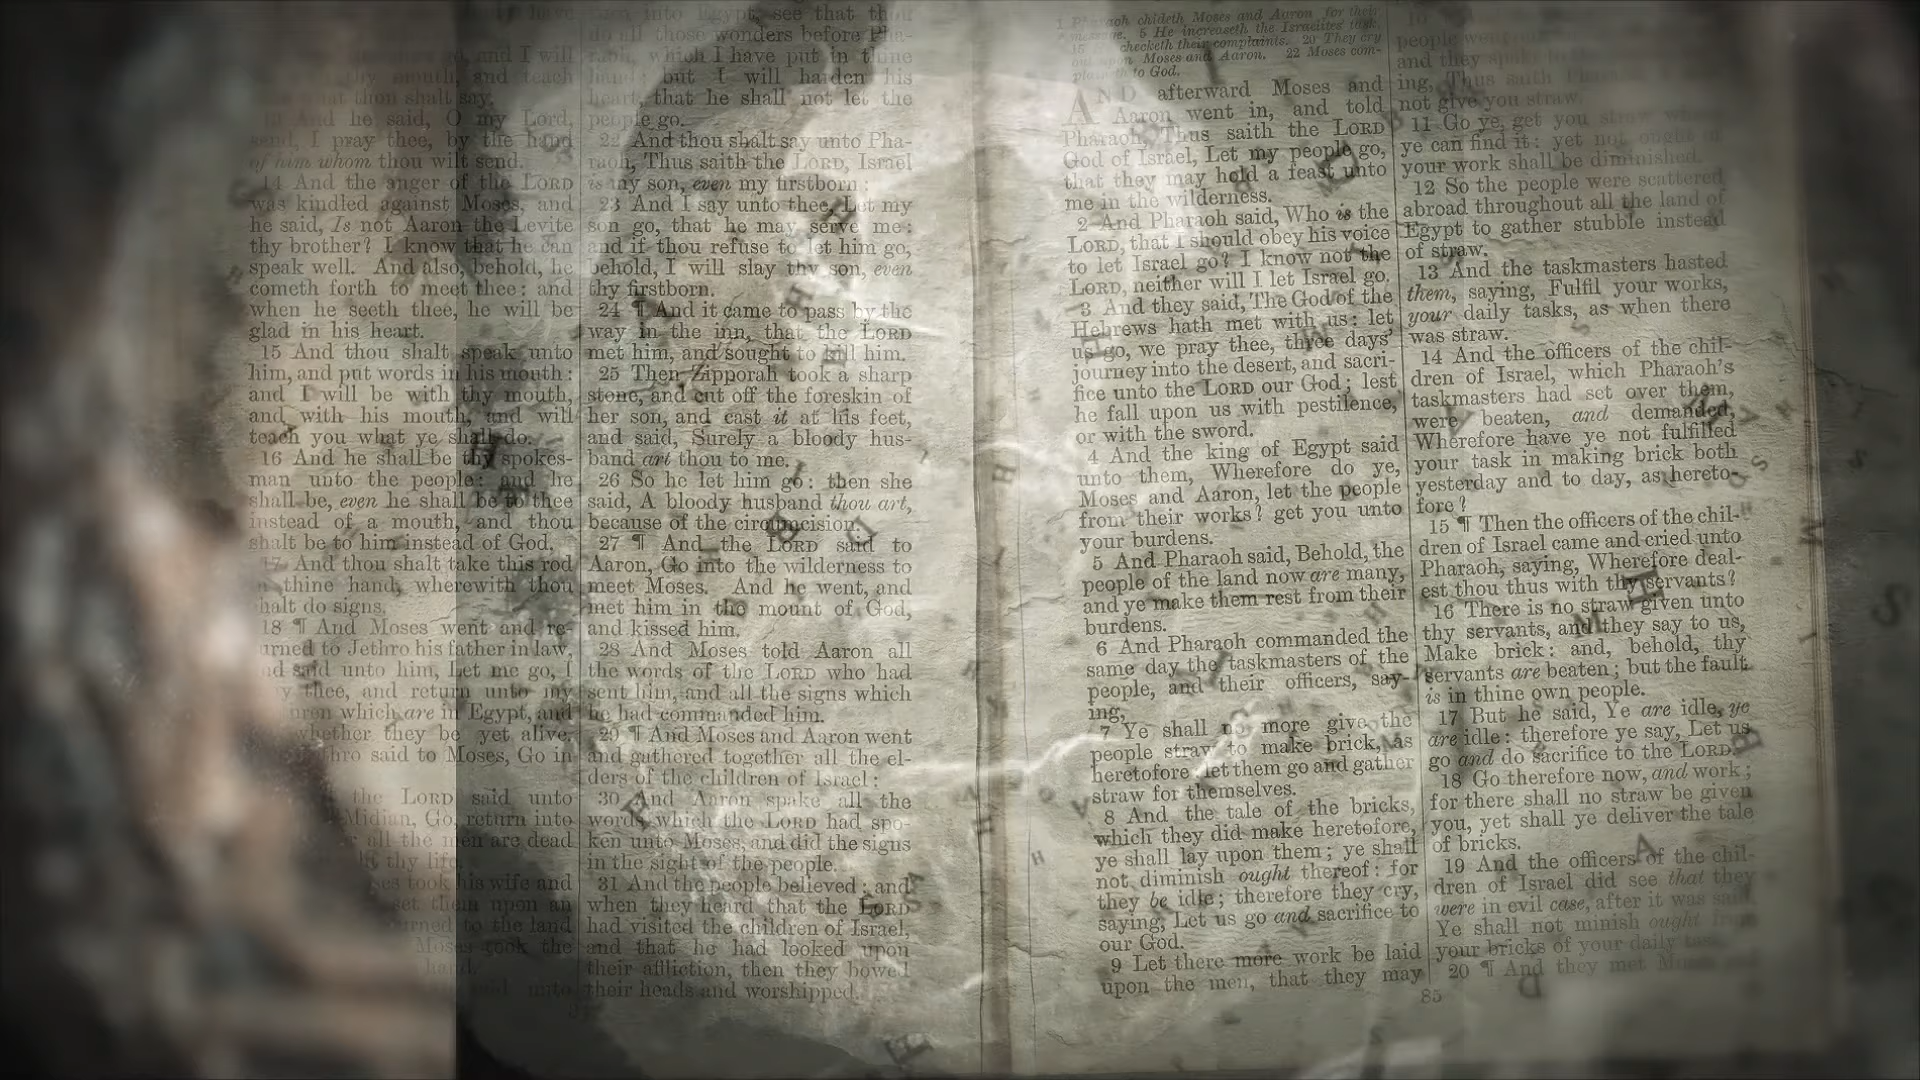 have
go, and I will
thy mouth, and teach
what thou shalt say.
And he said, O my Lord,
send, I pray thee, by the hand
of him whom thou wilt send.
14 And the anger of the LORD
was kindled against Moses, and
he said, Is not Aaron the Levite
thy brother? I know that he can
speak well. And also, behold, he
cometh forth to meet thee: and
when he seeth thee, he will be
glad in his heart.
15 And thou shalt speak unto
him, and put words in his mouth:
and I will be with thy mouth,
and with his mouth, and will
teach you what ye shall do.
16 And he shall be thy spokes-
man unto the people: and he
shall be, even he shall be to thee
instead of a mouth, and thou
shalt be to him instead of God.
17 And thou shalt take this rod
thine hand, wherewith thou
halt do signs.
18 ¶ And Moses went and re-
urned to Jethro his father in law,
nd said unto him, Let me go, I
thee, and return unto my
which are in Egypt, and
whether they be yet alive.
thro said to Moses, Go in
the LORD said unto
Midian, Go, return into
all the men are dead
thy life.
took his wife and
set them upon an
urned to the land
Moses took the
hand.
said unto
into Egypt, see that thou
do all those wonders before Pha-
raoh, which I have put in thine
hand: but I will harden his
heart, that he shall not let the
people go.
22 And thou shalt say unto Pha-
raoh, Thus saith the LORD, Israel
is my son, even my firstborn:
23 And I say unto thee, Let my
son go, that he may serve me:
and if thou refuse to let him go,
behold, I will slay thy son, even
thy firstborn.
24 ¶ And it came to pass by the
way in the inn, that the LORD
met him, and sought to kill him.
25 Then Zipporah took a sharp
stone, and cut off the foreskin of
her son, and cast it at his feet,
and said, Surely a bloody hus-
band art thou to me.
26 So he let him go: then she
said, A bloody husband thou art,
because of the circumcision.
27 ¶ And the LORD said to
Aaron, Go into the wilderness to
meet Moses. And he went, and
met him in the mount of God,
and kissed him.
28 And Moses told Aaron all
the words of the LORD who had
sent him, and all the signs which
he had commanded him.
29 ¶ And Moses and Aaron went
and gathered together all the el-
ders of the children of Israel:
30 And Aaron spake all the
words which the LORD had spo-
ken unto Moses, and did the signs
in the sight of the people.
31 And the people believed: and
when they heard that the LORD
had visited the children of Israel,
and that he had looked upon
their affliction, then they bowed
their heads and worshipped.
1 Pharaoh chideth Moses and Aaron for their
message. 5 He increaseth the Israelites' task.
15 checketh their complaints. 20 They cry
out upon Moses and Aaron. 22 Moses com-
plaineth to God.
AND afterward Moses and
Aaron went in, and told
Pharaoh, Thus saith the LORD
God of Israel, Let my people go,
that they may hold a feast unto
me in the wilderness.
2 And Pharaoh said, Who is the
LORD, that I should obey his voice
to let Israel go? I know not the
LORD, neither will I let Israel go.
3 And they said, The God of the
Hebrews hath met with us: let
us go, we pray thee, three days'
journey into the desert, and sacri-
fice unto the LORD our God; lest
he fall upon us with pestilence,
or with the sword.
4 And the king of Egypt said
unto them, Wherefore do ye,
Moses and Aaron, let the people
from their works? get you unto
your burdens.
5 And Pharaoh said, Behold, the
people of the land now are many,
and ye make them rest from their
burdens.
6 And Pharaoh commanded the
same day the taskmasters of the
people, and their officers, say-
ing,
7 Ye shall no more give the
people straw to make brick, as
heretofore: let them go and gather
straw for themselves.
8 And the tale of the bricks,
which they did make heretofore,
ye shall lay upon them; ye shall
not diminish ought thereof: for
they be idle; therefore they cry,
saying, Let us go and sacrifice to
our God.
9 Let there more work be laid
upon the men, that they may
people went
and they spake to
ing, Thus saith
not give you straw.
11 Go ye, get you straw
ye can find it: yet not ought of
your work shall be diminished.
12 So the people were scattered
abroad throughout all the land of
Egypt to gather stubble instead
of straw.
13 And the taskmasters hasted
them, saying, Fulfil your works,
your daily tasks, as when there
was straw.
14 And the officers of the chil-
dren of Israel, which Pharaoh's
taskmasters had set over them,
were beaten, and demanded,
Wherefore have ye not fulfilled
your task in making brick both
yesterday and to day, as hereto-
fore?
15 ¶ Then the officers of the chil-
dren of Israel came and cried unto
Pharaoh, saying, Wherefore deal-
est thou thus with thy servants?
16 There is no straw given unto
thy servants, and they say to us,
Make brick: and, behold, thy
servants are beaten; but the fault
is in thine own people.
17 But he said, Ye are idle, ye
are idle: therefore ye say, Let us
go and do sacrifice to the LORD.
18 Go therefore now, and work;
for there shall no straw be given
you, yet shall ye deliver the tale
of bricks.
19 And the officers of the chil-
dren of Israel did see that they
were in evil case, after it was said,
Ye shall not minish ought from
your bricks of your daily task.
20 ¶ And they met Moses
85